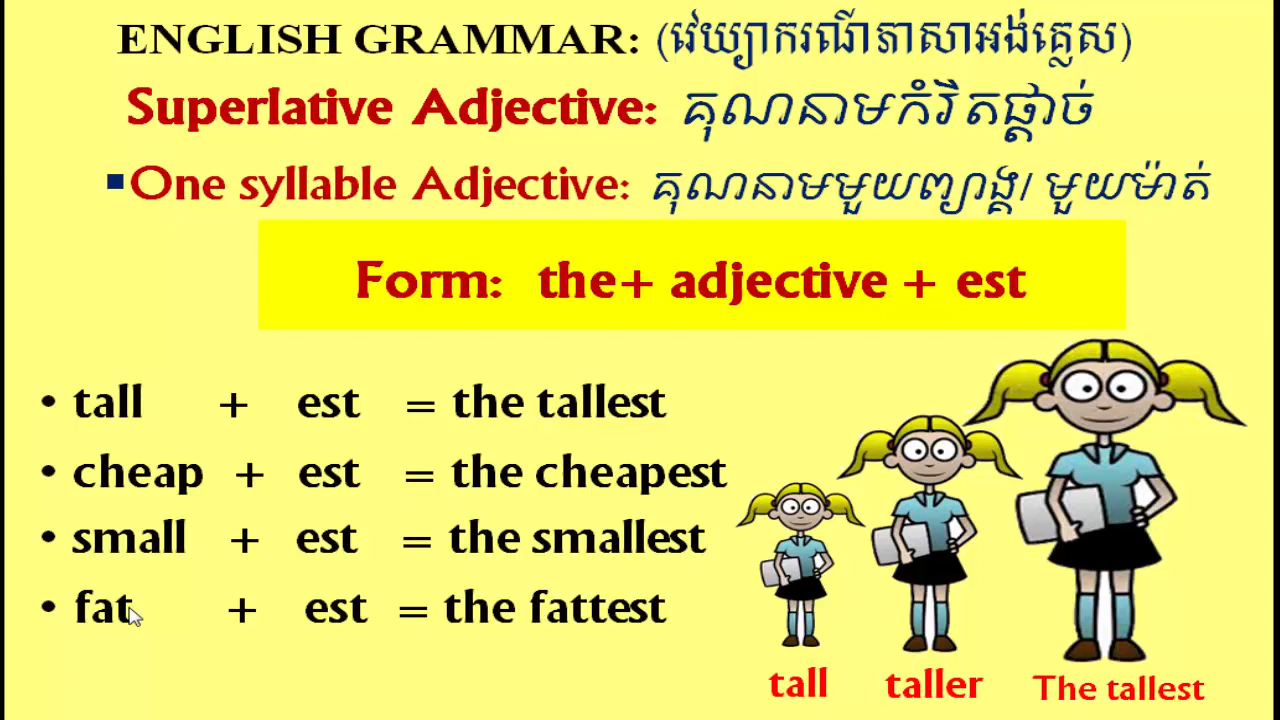 ENGLISH GRAMMAR: (វេយ្យាករណ៍ភាសាអង់គ្លេស)
Superlative Adjective: គុណនាមកំរិតផ្ដាច់
▪One syllable Adjective: គុណនាមមួយព្យាង្គ/ មួយម៉ាត់
Form: the+ adjective + est
• tall + est = the tallest
• cheap + est = the cheapest
• small + est = the smallest
• fat + est = the fattest
tall taller The tallest